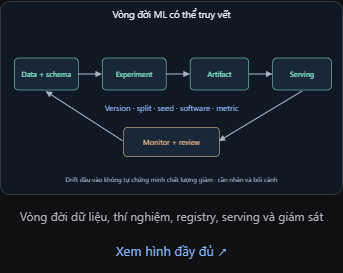 Vòng đời ML có thể truy vết
Data + schema
Experiment
Artifact
Serving
Version · split · seed · software · metric
Monitor + review
Drift đầu vào không tự chứng minh chất lượng giảm · cần nhãn và bối cảnh
Vòng đời dữ liệu, thí nghiệm, registry, serving và giám sát
Xem hình đầy đủ ↗